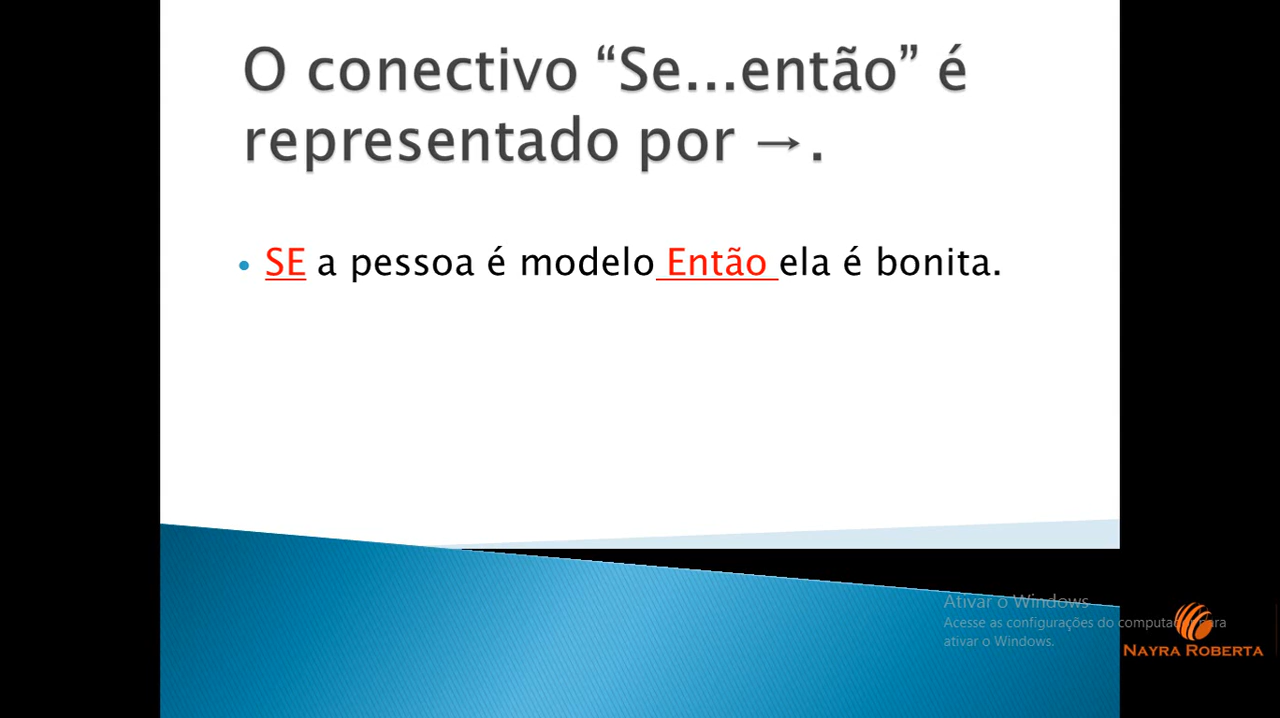 O conectivo “Se...então” é
representado por →.
• SE a pessoa é modelo Então ela é bonita.
Ativar o Windows
Acesse as configurações do computador para
ativar o Windows.
NAYRA ROBERTA